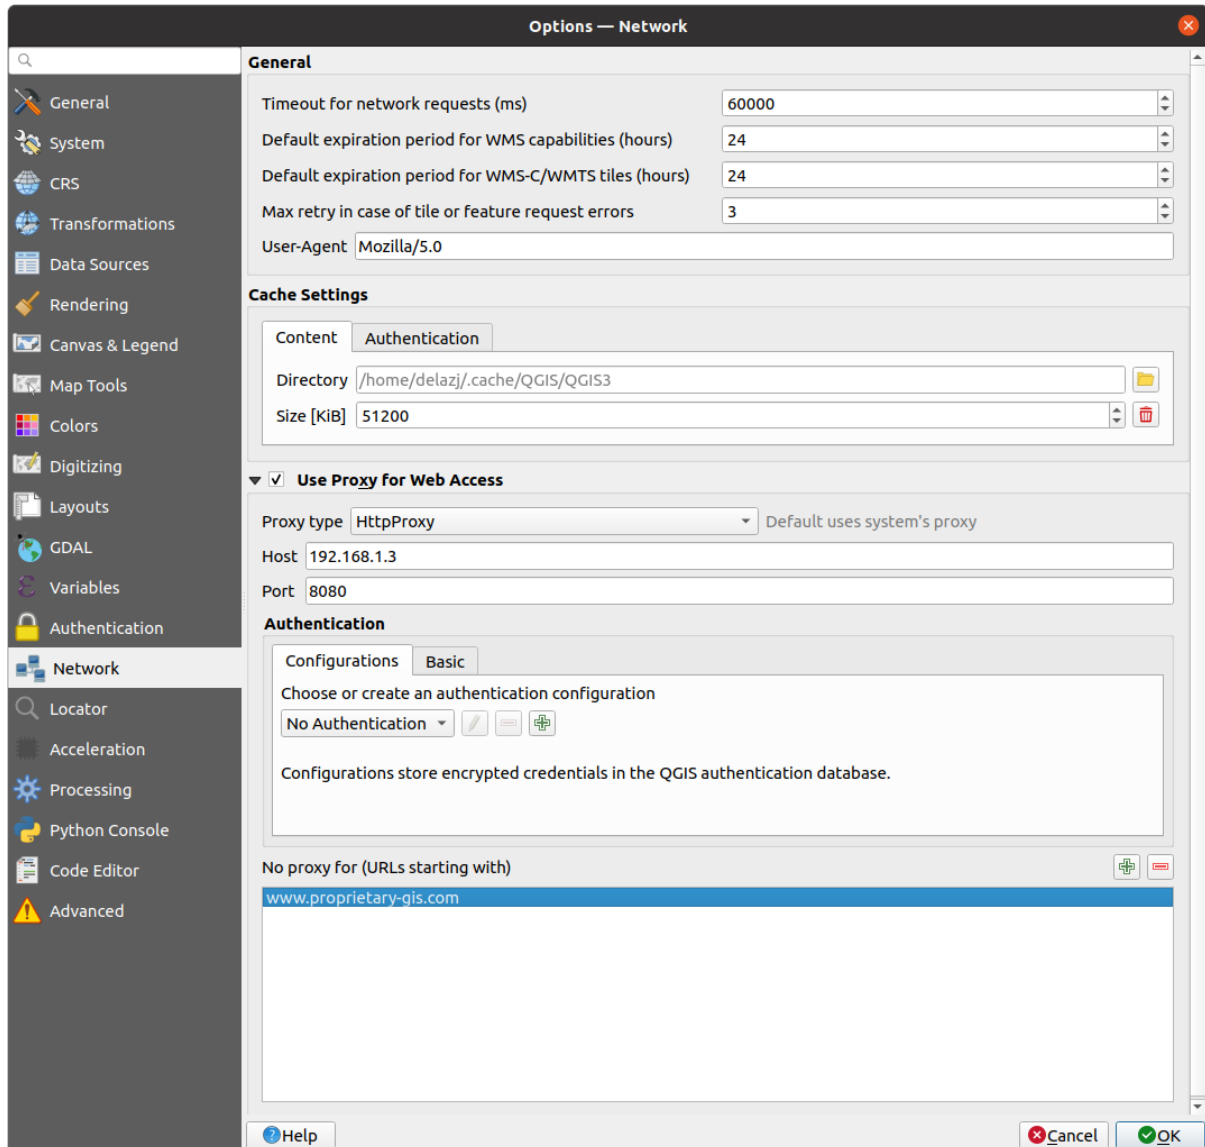 Options — Network
General
System
CRS
Transformations
Data Sources
Rendering
Canvas & Legend
Map Tools
Colors
Digitizing
Layouts
GDAL
Variables
Authentication
Network
Locator
Acceleration
Processing
Python Console
Code Editor
Advanced
General
Timeout for network requests (ms) 60000
Default expiration period for WMS capabilities (hours) 24
Default expiration period for WMS-C/WMTS tiles (hours) 24
Max retry in case of tile or feature request errors 3
User-Agent Mozilla/5.0
Cache Settings
Content Authentication
Directory /home/delazj/.cache/QGIS/QGIS3
Size [KiB] 51200
Use Proxy for Web Access
Proxy type HttpProxy Default uses system's proxy
Host 192.168.1.3
Port 8080
Authentication
Configurations Basic
Choose or create an authentication configuration
No Authentication
Configurations store encrypted credentials in the QGIS authentication database.
No proxy for (URLs starting with)
www.proprietary-gis.com
Help Cancel OK